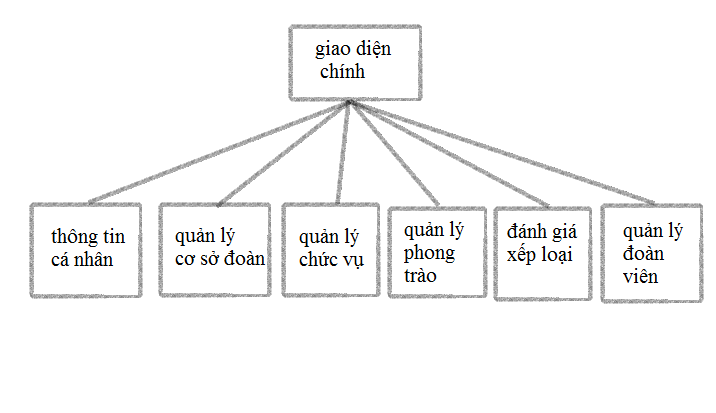 giao diện
chính
thông tin
cá nhân
quản lý
cơ sở đoàn
quản lý
chức vụ
quản lý
phong
trào
đánh giá
xếp loại
quản lý
đoàn
viên